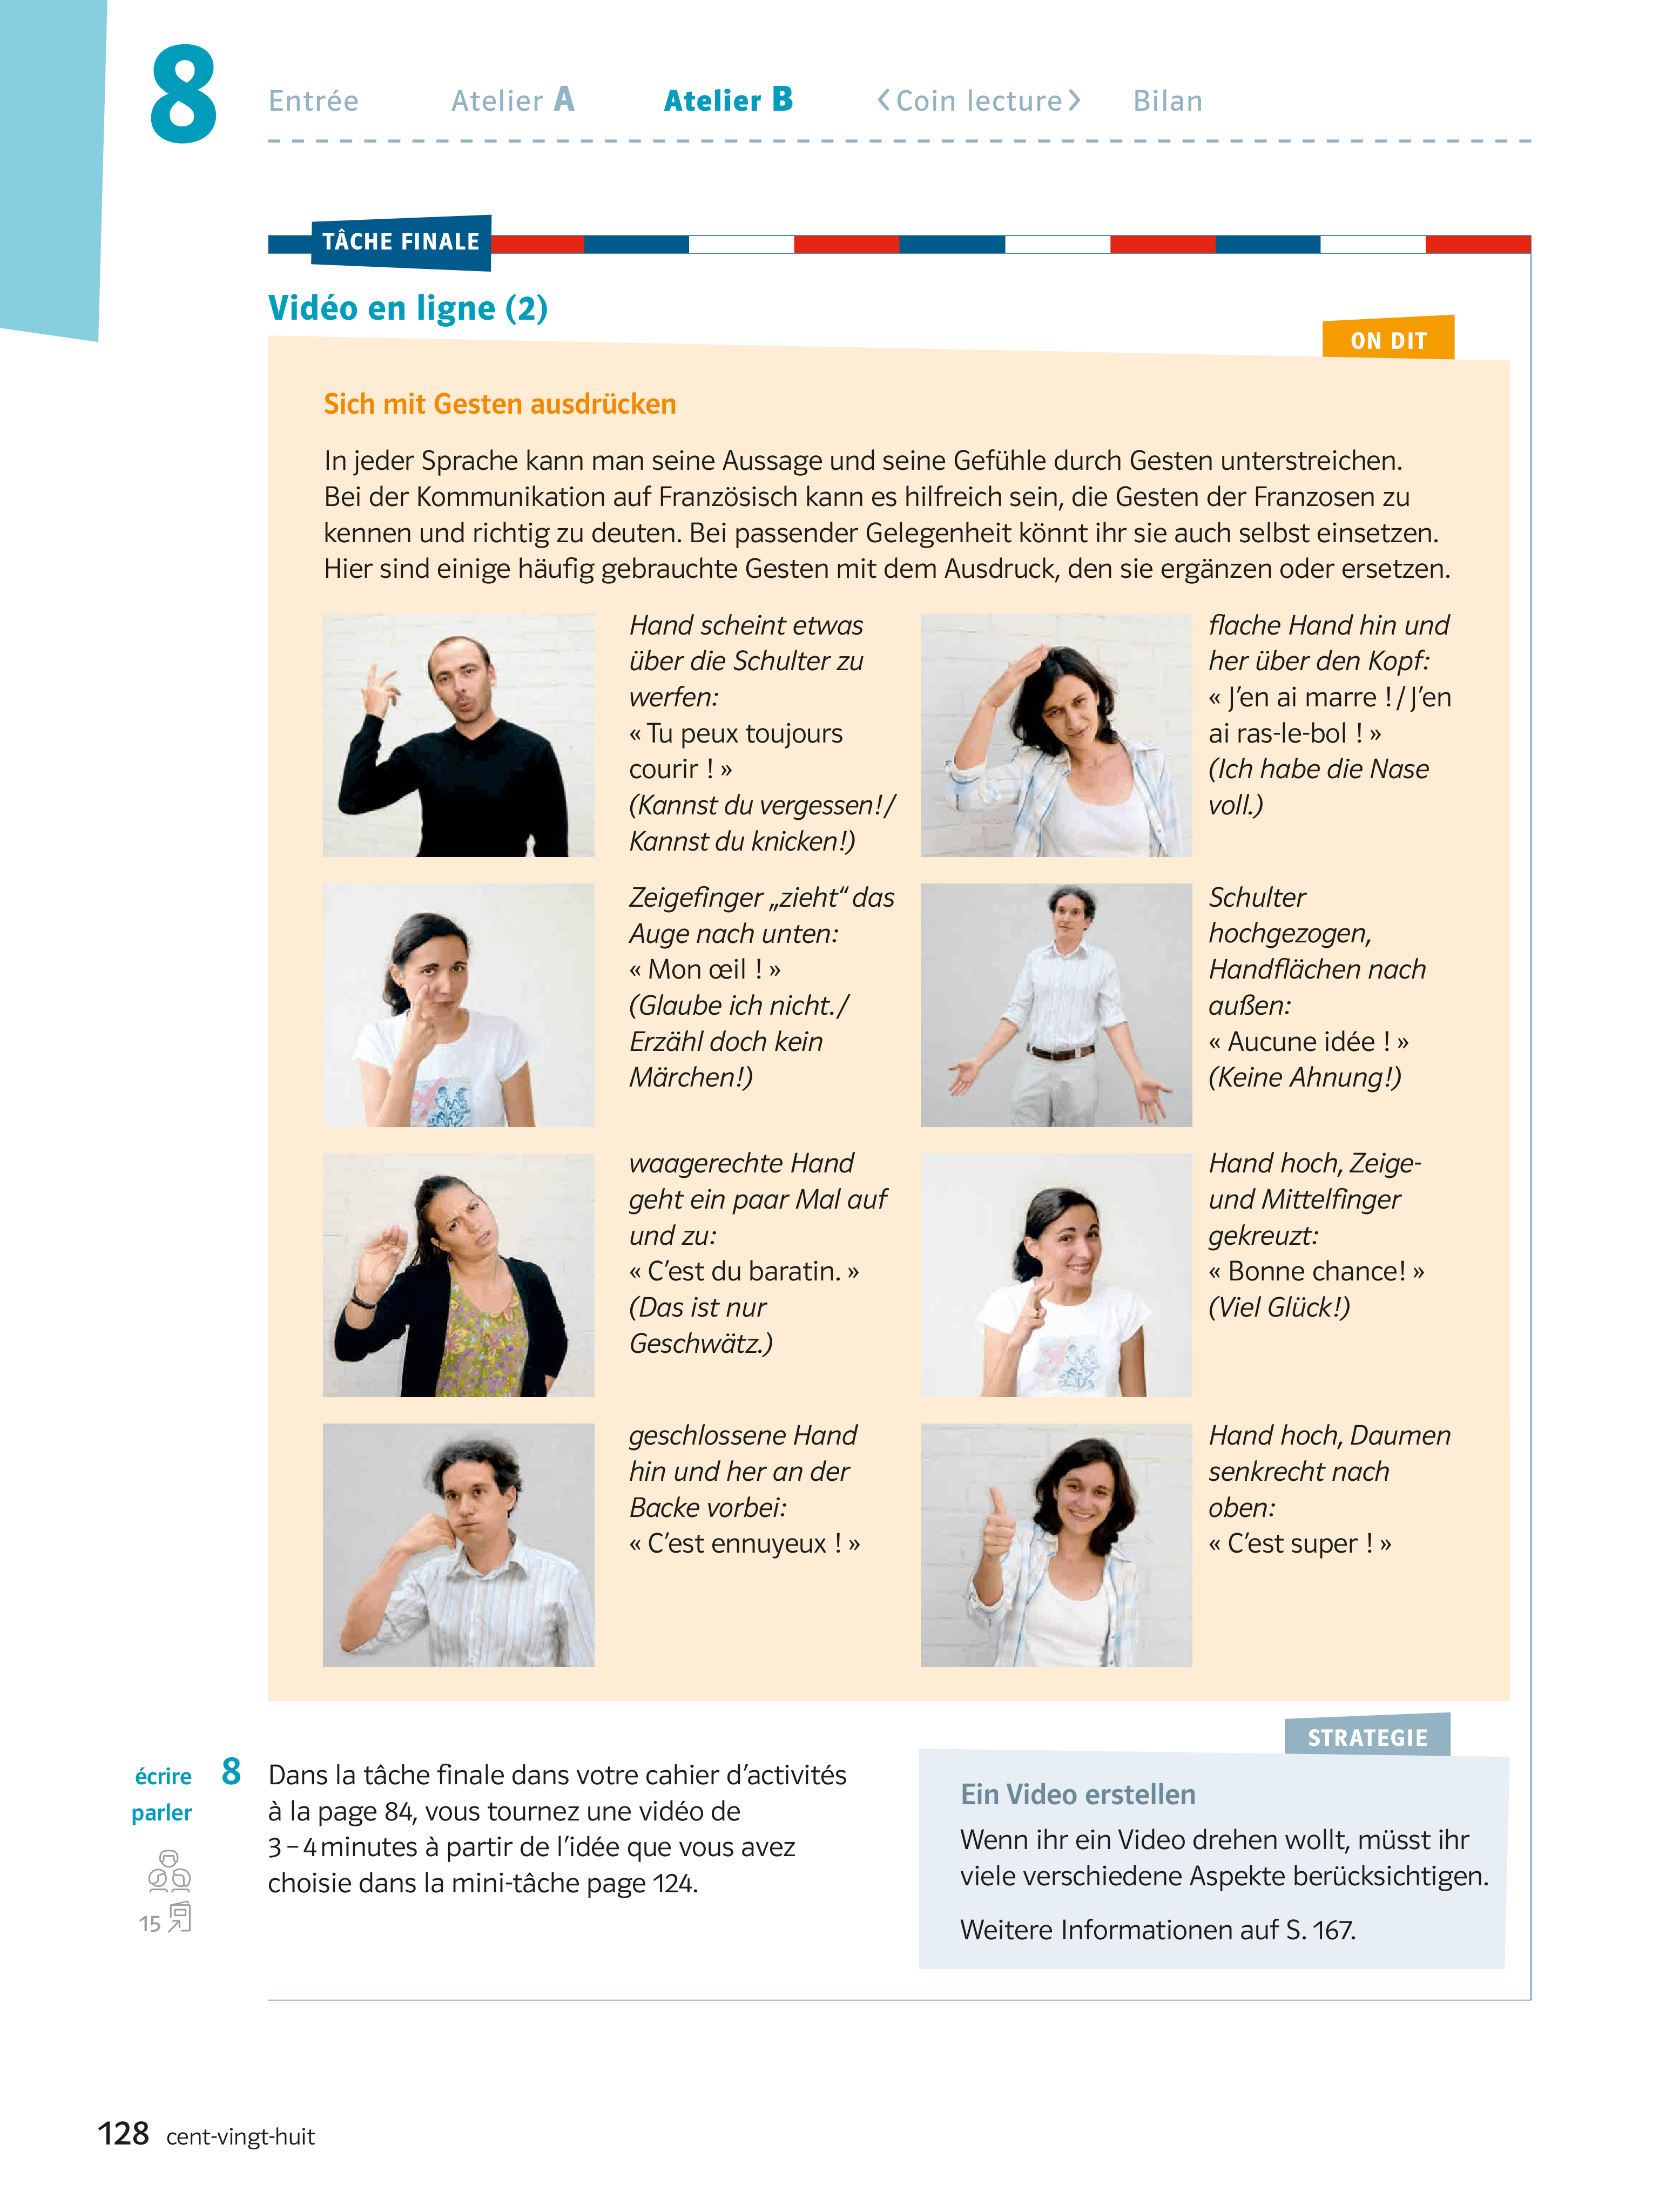 8
Entrée Atelier A Atelier B ‹Coin lecture› Bilan
TÂCHE FINALE
Vidéo en ligne (2)
ON DIT
Sich mit Gesten ausdrücken
In jeder Sprache kann man seine Aussage und seine Gefühle durch Gesten unterstreichen.
Bei der Kommunikation auf Französisch kann es hilfreich sein, die Gesten der Franzosen zu
kennen und richtig zu deuten. Bei passender Gelegenheit könnt ihr sie auch selbst einsetzen.
Hier sind einige häufig gebrauchte Gesten mit dem Ausdruck, den sie ergänzen oder ersetzen.
Hand scheint etwas
über die Schulter zu
werfen:
« Tu peux toujours
courir ! »
(Kannst du vergessen!/
Kannst du knicken!)
flache Hand hin und
her über den Kopf:
« J’en ai marre ! / J’en
ai ras-le-bol ! »
(Ich habe die Nase
voll.)
Zeigefinger „zieht“ das
Auge nach unten:
« Mon œil ! »
(Glaube ich nicht./
Erzähl doch kein
Märchen!)
Schulter
hochgezogen,
Handflächen nach
außen:
« Aucune idée ! »
(Keine Ahnung!)
waagerechte Hand
geht ein paar Mal auf
und zu:
« C’est du baratin. »
(Das ist nur
Geschwätz.)
Hand hoch, Zeige-
und Mittelfinger
gekreuzt:
« Bonne chance! »
(Viel Glück!)
geschlossene Hand
hin und her an der
Backe vorbei:
« C’est ennuyeux ! »
Hand hoch, Daumen
senkrecht nach
oben:
« C’est super ! »
écrire
parler
15
8 Dans la tâche finale dans votre cahier d’activités
à la page 84, vous tournez une vidéo de
3 – 4 minutes à partir de l’idée que vous avez
choisie dans la mini-tâche page 124.
STRATEGIE
Ein Video erstellen
Wenn ihr ein Video drehen wollt, müsst ihr
viele verschiedene Aspekte berücksichtigen.
Weitere Informationen auf S. 167.
128 cent-vingt-huit